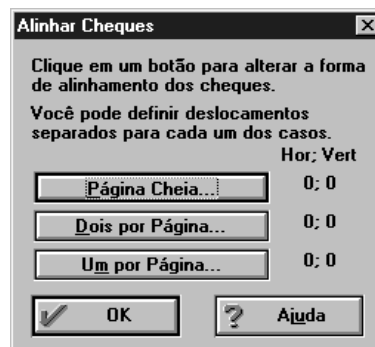 Alinhar Cheques
Clique em um botão para alterar a forma
de alinhamento dos cheques.
Você pode definir deslocamentos
separados para cada um dos casos.
Hor; Vert
Página Cheia... 0; 0
Dois por Página... 0; 0
Um por Página... 0; 0
OK Ajuda